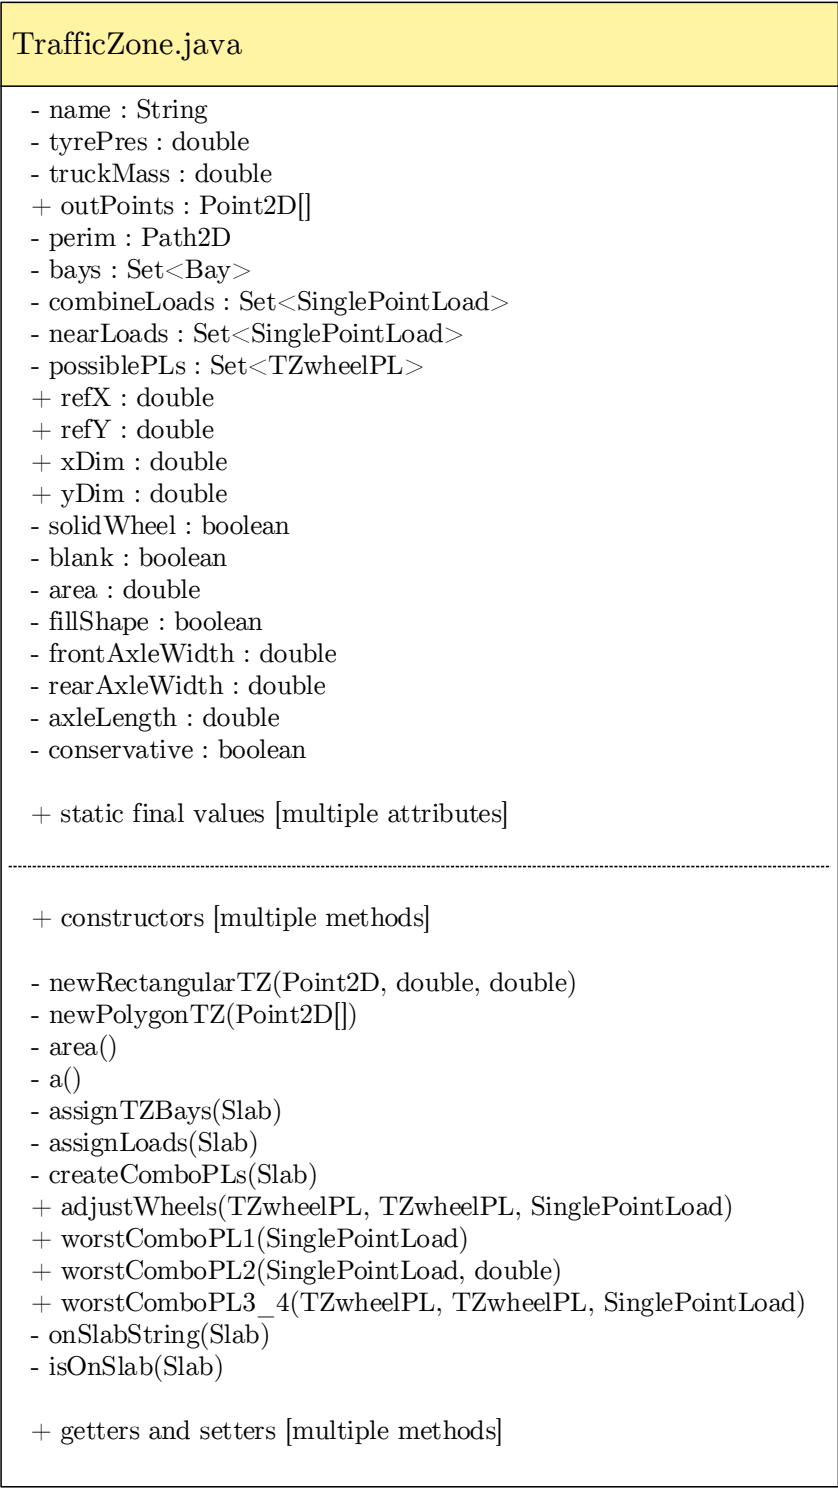 TrafficZone.java
- name : String
- tyrePres : double
- truckMass : double
+ outPoints : Point2D[]
- perim : Path2D
- bays : Set<Bay>
- combineLoads : Set<SinglePointLoad>
- nearLoads : Set<SinglePointLoad>
- possiblePLs : Set<TZwheelPL>
+ refX : double
+ refY : double
+ xDim : double
+ yDim : double
- solidWheel : boolean
- blank : boolean
- area : double
- fillShape : boolean
- frontAxleWidth : double
- rearAxleWidth : double
- axleLength : double
- conservative : boolean
+ static final values [multiple attributes]
+ constructors [multiple methods]
- newRectangularTZ(Point2D, double, double)
- newPolygonTZ(Point2D[])
- area()
- a()
- assignTZBays(Slab)
- assignLoads(Slab)
- createComboPLs(Slab)
+ adjustWheels(TZwheelPL, TZwheelPL, SinglePointLoad)
+ worstComboPL1(SinglePointLoad)
+ worstComboPL2(SinglePointLoad, double)
+ worstComboPL3_4(TZwheelPL, TZwheelPL, SinglePointLoad)
- onSlabString(Slab)
- isOnSlab(Slab)
+ getters and setters [multiple methods]